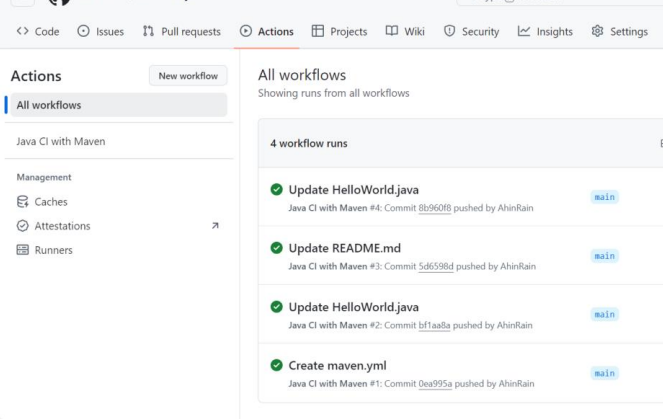 Code Issues Pull requests Actions Projects Wiki Security Insights Settings
Actions
New workflow
All workflows
Java CI with Maven
Management
Caches
Attestations
Runners
All workflows
Showing runs from all workflows
4 workflow runs
Update HelloWorld.java
main
Java CI with Maven #4: Commit 8b960f8 pushed by AhinRain
Update README.md
main
Java CI with Maven #3: Commit 5d6598d pushed by AhinRain
Update HelloWorld.java
main
Java CI with Maven #2: Commit bf1aa8a pushed by AhinRain
Create maven.yml
main
Java CI with Maven #1: Commit 0ea995a pushed by AhinRain